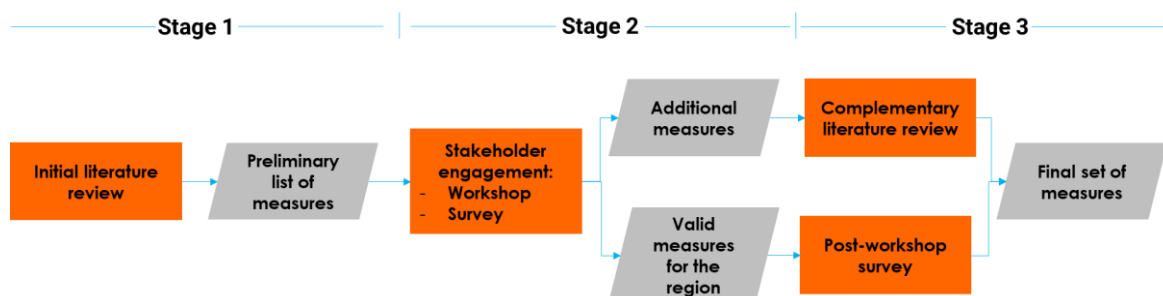 Stage 1
Stage 2
Stage 3
Initial literature
review
Preliminary
list of
measures
Stakeholder
engagement:
- Workshop
- Survey
Additional
measures
Valid
measures
for the
region
Complementary
literature review
Post-workshop
survey
Final set of
measures